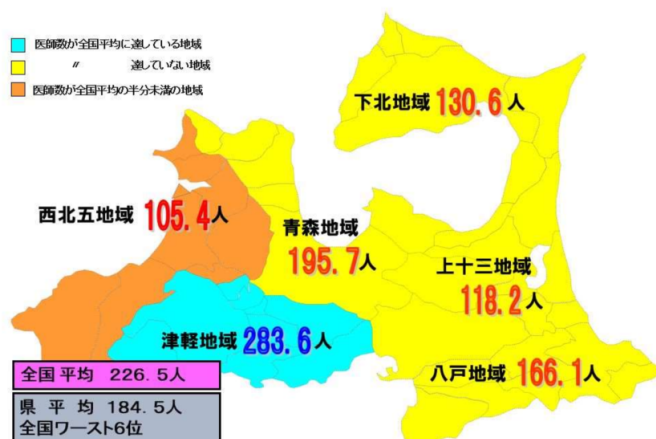 医師数が全国平均に達している地域
〃 達していない地域
医師数が全国平均の半分未満の地域
下北地域 130.6人
西北五地域 105.4人
青森地域
195.7人
上十三地域
118.2人
津軽地域 283.6人
八戸地域 166.1人
全国平均 226.5人
県平均 184.5人
全国ワースト6位